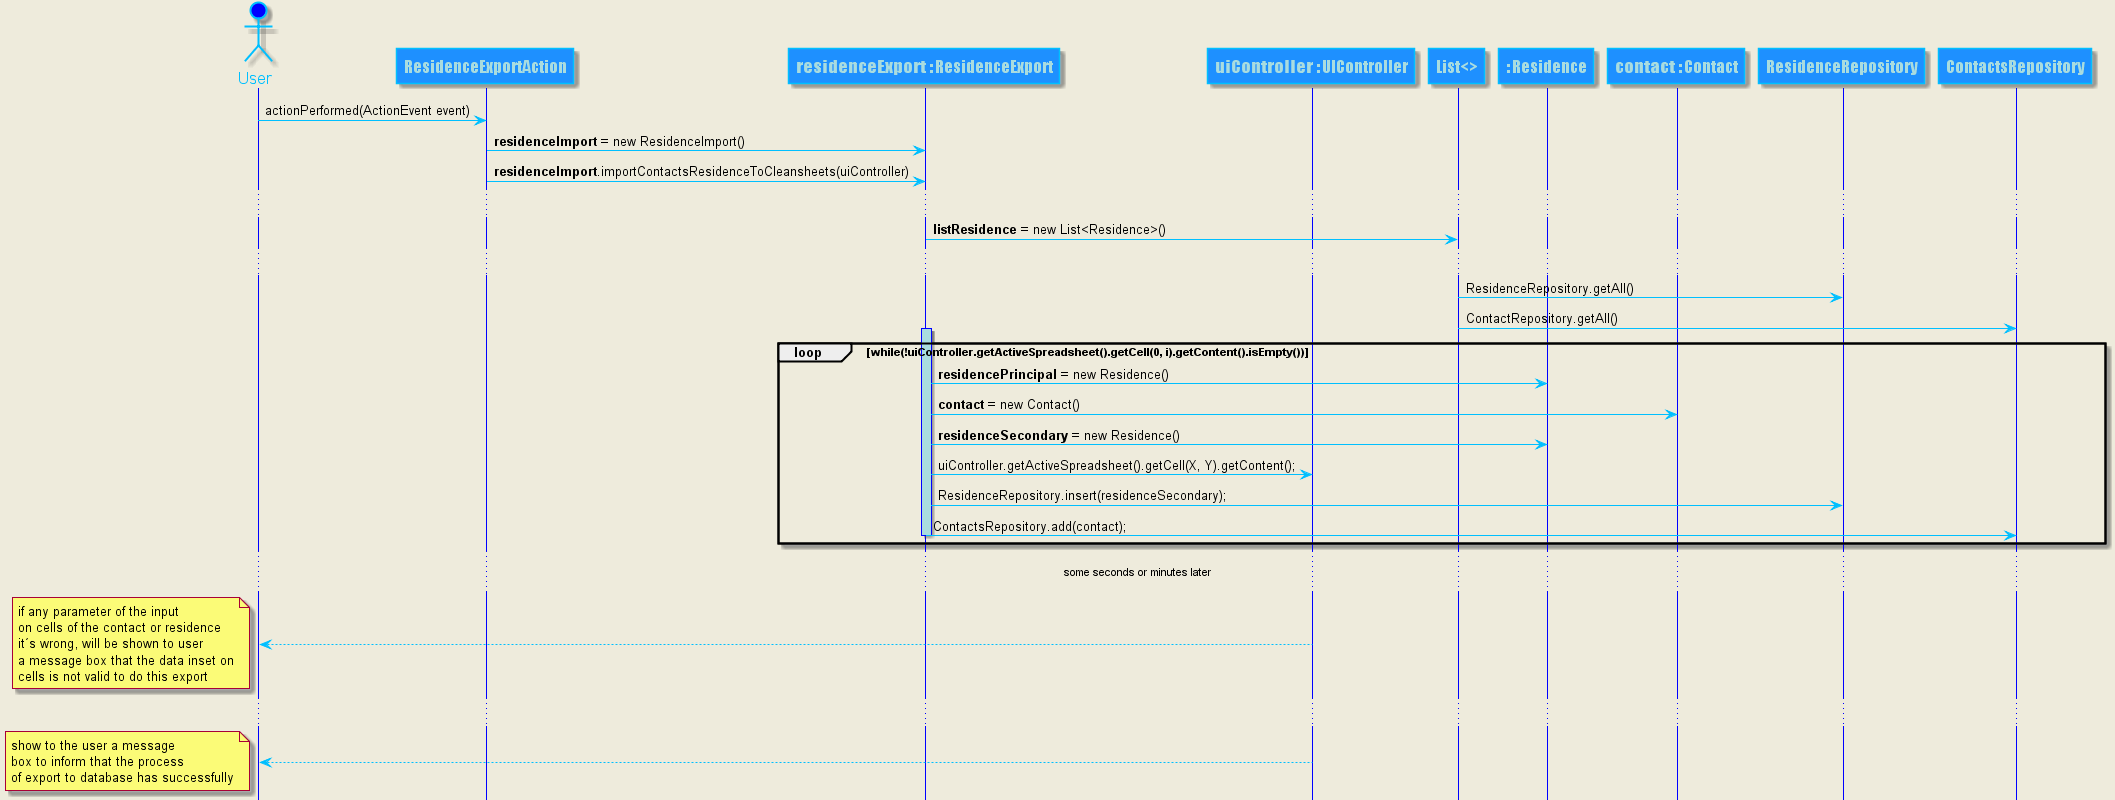 User
ResidenceExportAction
residenceExport :ResidenceExport
uiController :UIController
List<>
:Residence
contact :Contact
ResidenceRepository
ContactsRepository
actionPerformed(ActionEvent event)
residenceImport = new ResidenceImport()
residenceImport.importContactsResidenceToCleansheets(uiController)
listResidence = new List<Residence>()
ResidenceRepository.getAll()
ContactRepository.getAll()
loop [while(!uiController.getActiveSpreadsheet().getCell(0, i).getContent().isEmpty())]
residencePrincipal = new Residence()
contact = new Contact()
residenceSecondary = new Residence()
uiController.getActiveSpreadsheet().getCell(X, Y).getContent();
ResidenceRepository.insert(residenceSecondary);
ContactsRepository.add(contact);
some seconds or minutes later
if any parameter of the input
on cells of the contact or residence
it´s wrong, will be shown to user
a message box that the data inset on
cells is not valid to do this export
show to the user a message
box to inform that the process
of export to database has successfully